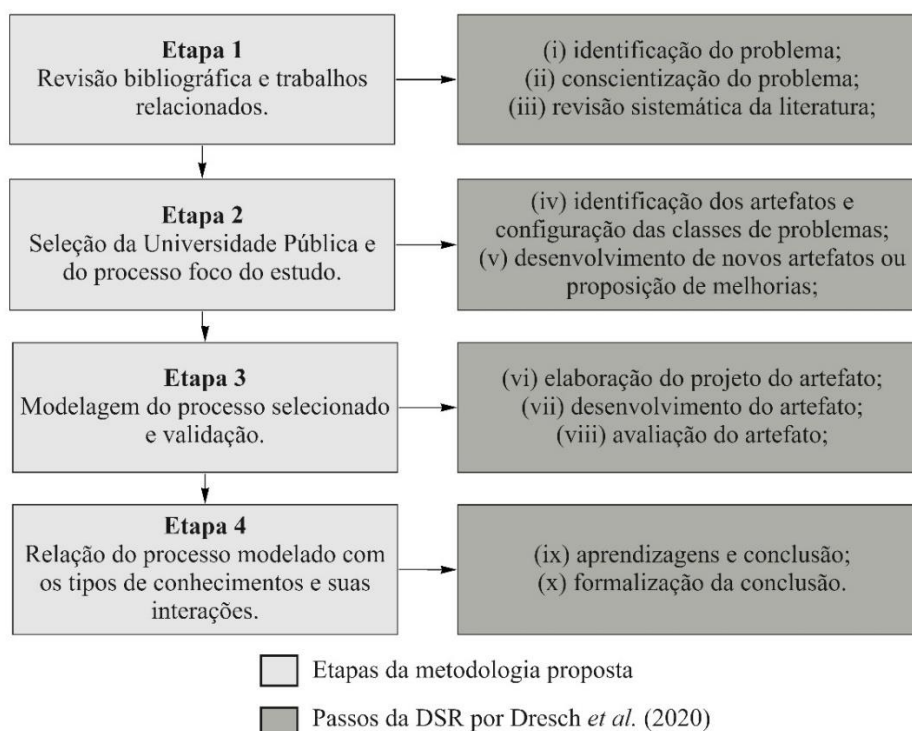 Etapa 1
Revisão bibliográfica e trabalhos
relacionados.
(i) identificação do problema;
(ii) conscientização do problema;
(iii) revisão sistemática da literatura;
Etapa 2
Seleção da Universidade Pública e
do processo foco do estudo.
(iv) identificação dos artefatos e
configuração das classes de problemas;
(v) desenvolvimento de novos artefatos ou
proposição de melhorias;
Etapa 3
Modelagem do processo selecionado
e validação.
(vi) elaboração do projeto do artefato;
(vii) desenvolvimento do artefato;
(viii) avaliação do artefato;
Etapa 4
Relação do processo modelado com
os tipos de conhecimentos e suas
interações.
(ix) aprendizagens e conclusão;
(x) formalização da conclusão.
Etapas da metodologia proposta
Passos da DSR por Dresch et al. (2020)